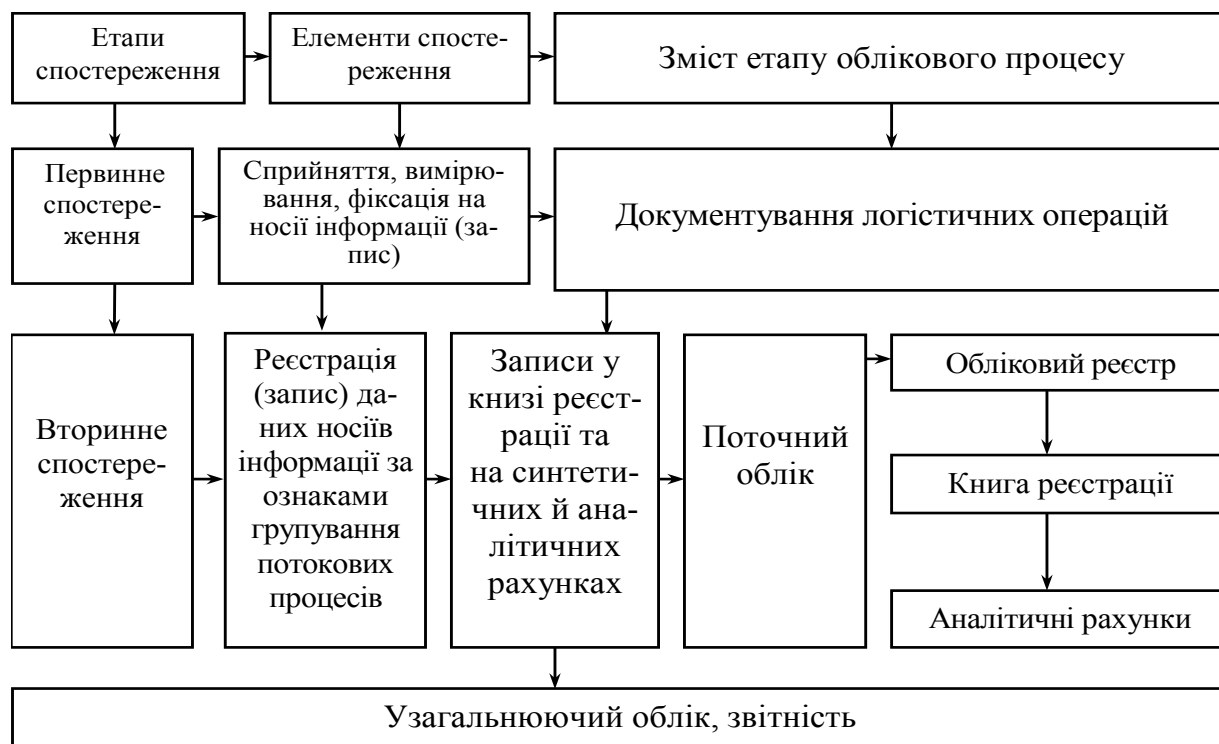 Етапи
спостереження
Елементи спосте-
реження
Зміст етапу облікового процесу
Первинне
спостере-
ження
Сприйняття, вимірю-
вання, фіксація на
носії інформації (за-
пис)
Документування логістичних операцій
Вторинне
спостере-
ження
Реєстрація
(запис) да-
них носіїв
інформації за
ознаками
групування
потокових
процесів
Записи у
книзі реєст-
рації та
на синтети-
чних й ана-
літичних
рахунках
Поточний
облік
Обліковий реєстр
Книга реєстрації
Аналітичні рахунки
Узагальнюючий облік, звітність